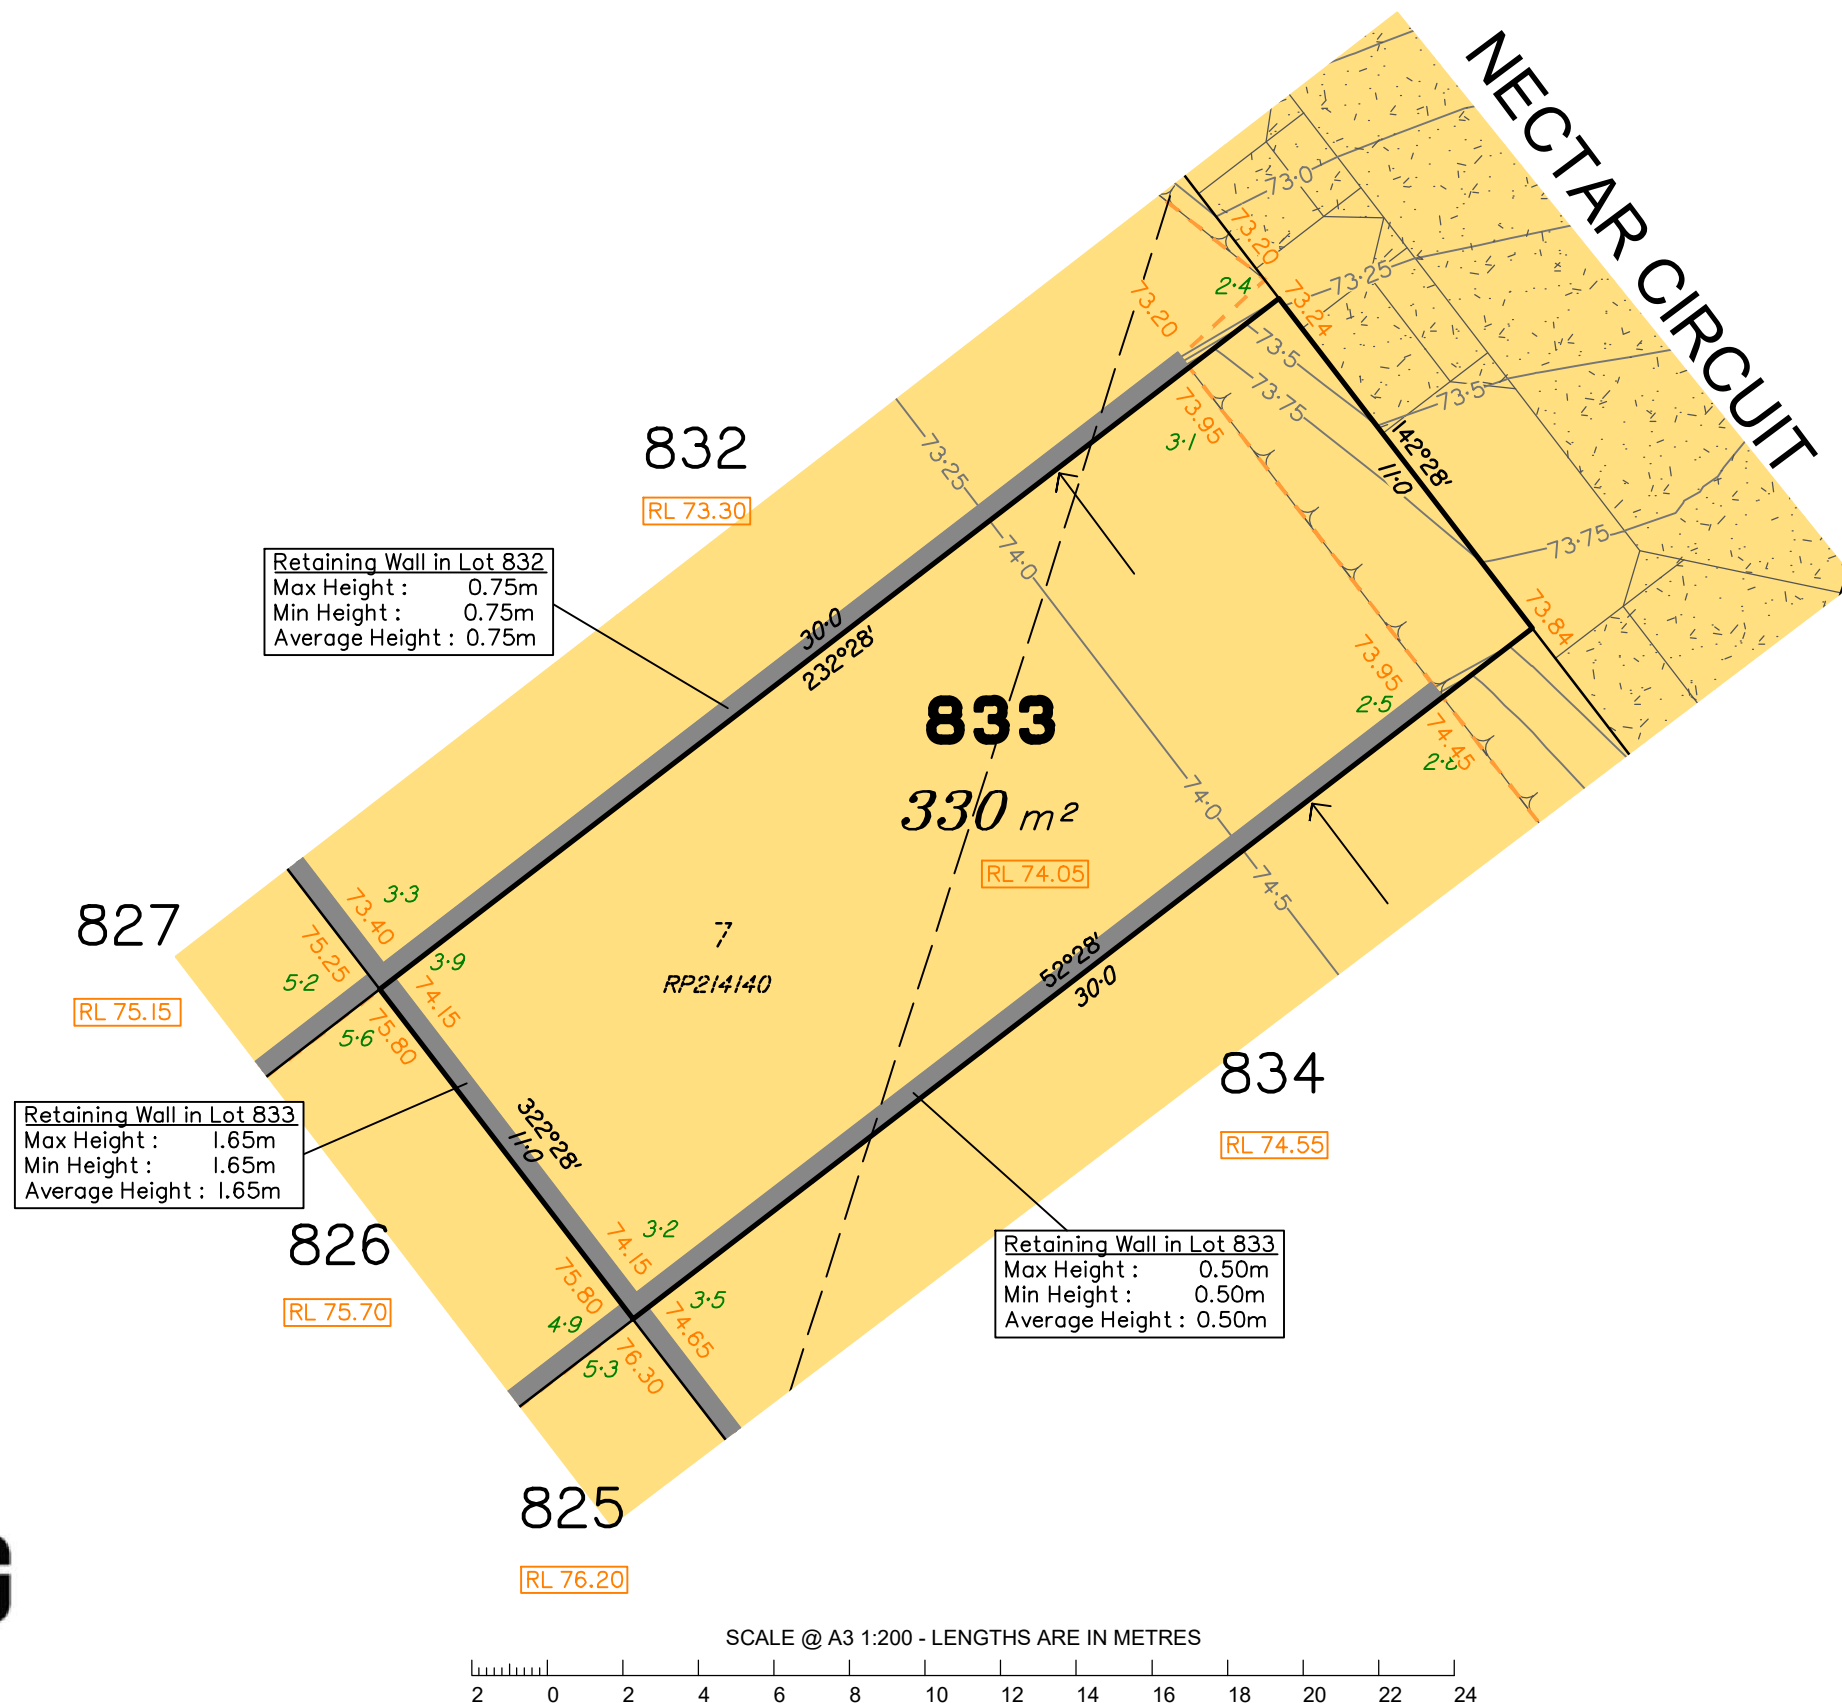 NECTAR CIRCUIT
73·0
73.20
73·25
2·4
73.20
73.24
73·5
73·75
73·5
73.95
3·1
142°28'
11·0
73·75
832
RL 73.30
73·25
74·0
Retaining Wall in Lot 832
Max Height : 0.75m
Min Height : 0.75m
Average Height : 0.75m
30·0
232°28'
73.84
73.95
2·5
74.45
833
330 m²
RL 74.05
74·0
74·5
7
RP214140
827
RL 75.15
3·3
73.40
75.25
5·2
3·9
74.15
5·6
75.80
52°28'
30·0
834
RL 74.55
Retaining Wall in Lot 833
Max Height : 1.65m
Min Height : 1.65m
Average Height : 1.65m
322°28'
11·0
826
RL 75.70
3·2
74.15
75.80
4·9
3·5
74.65
5·3
76.30
Retaining Wall in Lot 833
Max Height : 0.50m
Min Height : 0.50m
Average Height : 0.50m
825
RL 76.20
SCALE @ A3 1:200 - LENGTHS ARE IN METRES
2 0 2 4 6 8 10 12 14 16 18 20 22 24